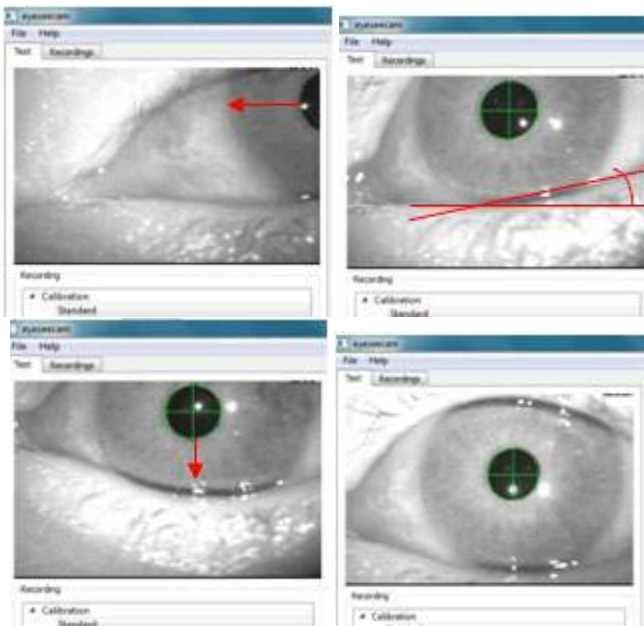 eyeseecam
File Help
Test Recordings
Recording
Calibration
Standard
eyeseecam
File Help
Test Recordings
Recording
Calibration
Standard
eyeseecam
File Help
Test Recordings
Recording
Calibration
Standard
eyeseecam
File Help
Test Recordings
Recording
Calibration